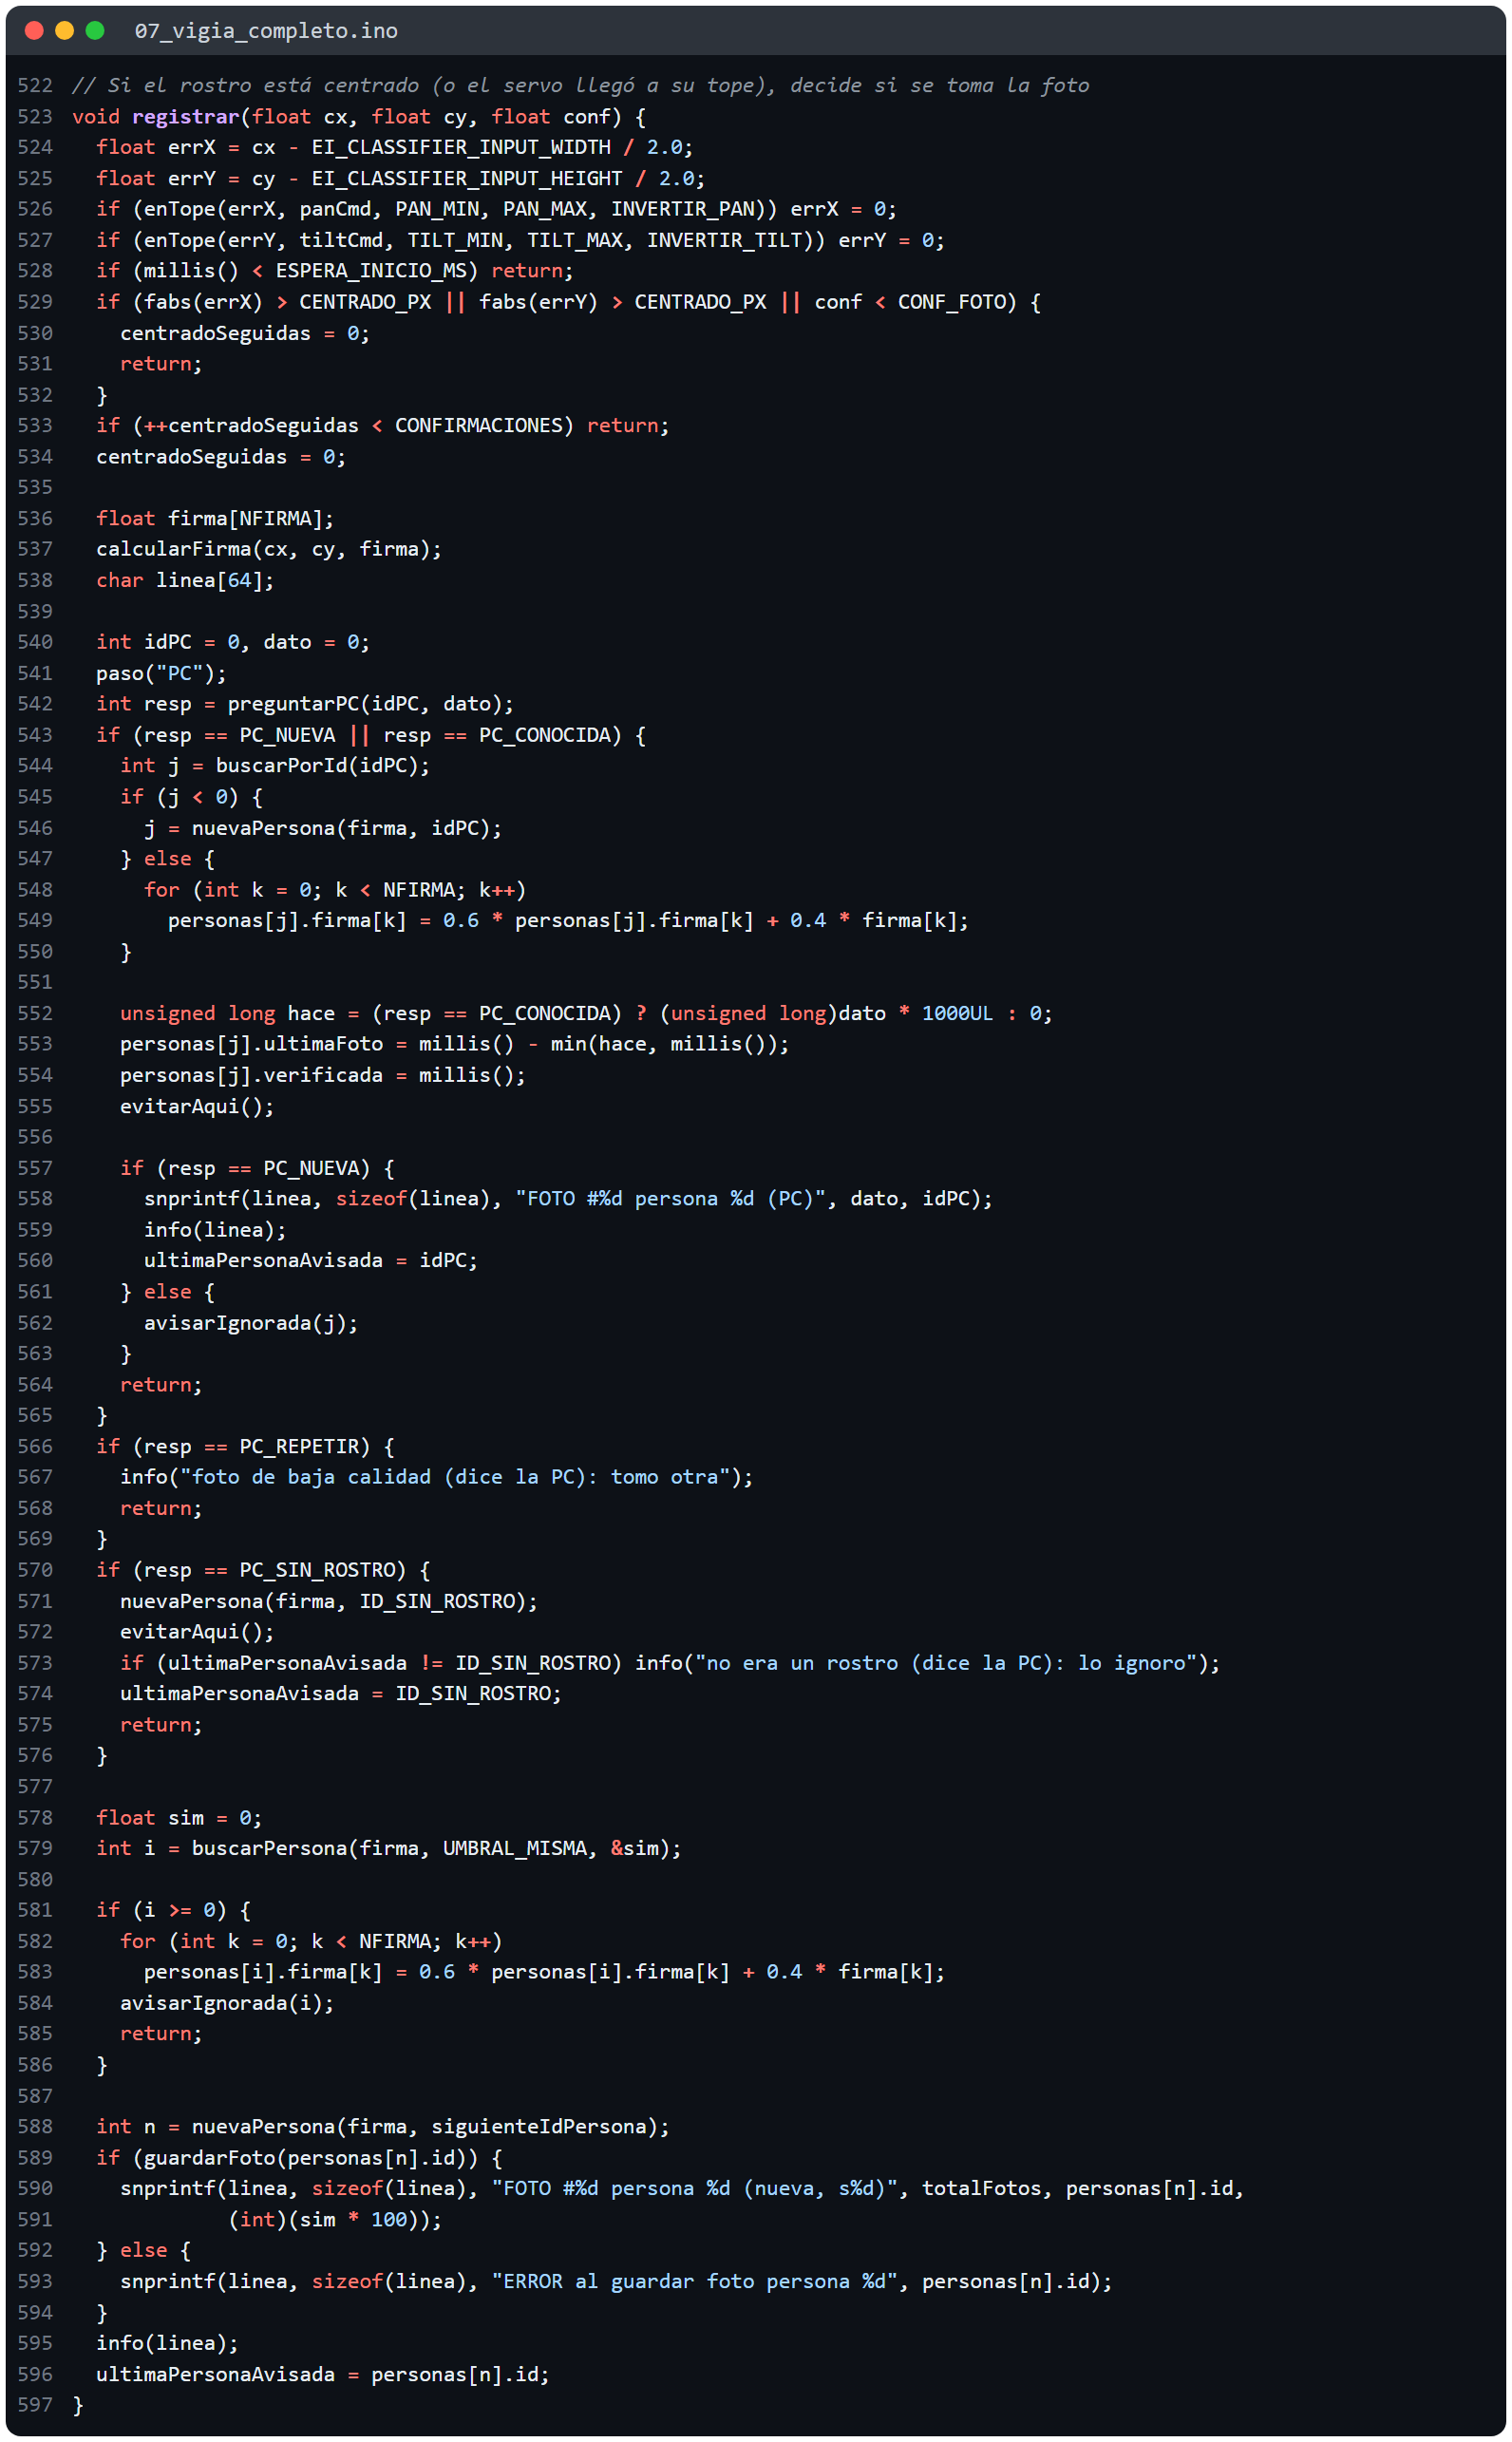 07_vigia_completo.ino
522 // Si el rostro está centrado (o el servo llegó a su tope), decide si se toma la foto
523 void registrar(float cx, float cy, float conf) {
524   float errX = cx - EI_CLASSIFIER_INPUT_WIDTH / 2.0;
525   float errY = cy - EI_CLASSIFIER_INPUT_HEIGHT / 2.0;
526   if (enTope(errX, panCmd, PAN_MIN, PAN_MAX, INVERTIR_PAN)) errX = 0;
527   if (enTope(errY, tiltCmd, TILT_MIN, TILT_MAX, INVERTIR_TILT)) errY = 0;
528   if (millis() < ESPERA_INICIO_MS) return;
529   if (fabs(errX) > CENTRADO_PX || fabs(errY) > CENTRADO_PX || conf < CONF_FOTO) {
530     centradoSeguidas = 0;
531     return;
532   }
533   if (++centradoSeguidas < CONFIRMACIONES) return;
534   centradoSeguidas = 0;
535
536   float firma[NFIRMA];
537   calcularFirma(cx, cy, firma);
538   char linea[64];
539
540   int idPC = 0, dato = 0;
541   paso("PC");
542   int resp = preguntarPC(idPC, dato);
543   if (resp == PC_NUEVA || resp == PC_CONOCIDA) {
544     int j = buscarPorId(idPC);
545     if (j < 0) {
546       j = nuevaPersona(firma, idPC);
547     } else {
548       for (int k = 0; k < NFIRMA; k++)
549         personas[j].firma[k] = 0.6 * personas[j].firma[k] + 0.4 * firma[k];
550     }
551
552     unsigned long hace = (resp == PC_CONOCIDA) ? (unsigned long)dato * 1000UL : 0;
553     personas[j].ultimaFoto = millis() - min(hace, millis());
554     personas[j].verificada = millis();
555     evitarAqui();
556
557     if (resp == PC_NUEVA) {
558       snprintf(linea, sizeof(linea), "FOTO #%d persona %d (PC)", dato, idPC);
559       info(linea);
560       ultimaPersonaAvisada = idPC;
561     } else {
562       avisarIgnorada(j);
563     }
564     return;
565   }
566   if (resp == PC_REPETIR) {
567     info("foto de baja calidad (dice la PC): tomo otra");
568     return;
569   }
570   if (resp == PC_SIN_ROSTRO) {
571     nuevaPersona(firma, ID_SIN_ROSTRO);
572     evitarAqui();
573     if (ultimaPersonaAvisada != ID_SIN_ROSTRO) info("no era un rostro (dice la PC): lo ignoro");
574     ultimaPersonaAvisada = ID_SIN_ROSTRO;
575     return;
576   }
577
578   float sim = 0;
579   int i = buscarPersona(firma, UMBRAL_MISMA, &sim);
580
581   if (i >= 0) {
582     for (int k = 0; k < NFIRMA; k++)
583       personas[i].firma[k] = 0.6 * personas[i].firma[k] + 0.4 * firma[k];
584     avisarIgnorada(i);
585     return;
586   }
587
588   int n = nuevaPersona(firma, siguienteIdPersona);
589   if (guardarFoto(personas[n].id)) {
590     snprintf(linea, sizeof(linea), "FOTO #%d persona %d (nueva, s%d)", totalFotos, personas[n].id,
591              (int)(sim * 100));
592   } else {
593     snprintf(linea, sizeof(linea), "ERROR al guardar foto persona %d", personas[n].id);
594   }
595   info(linea);
596   ultimaPersonaAvisada = personas[n].id;
597 }